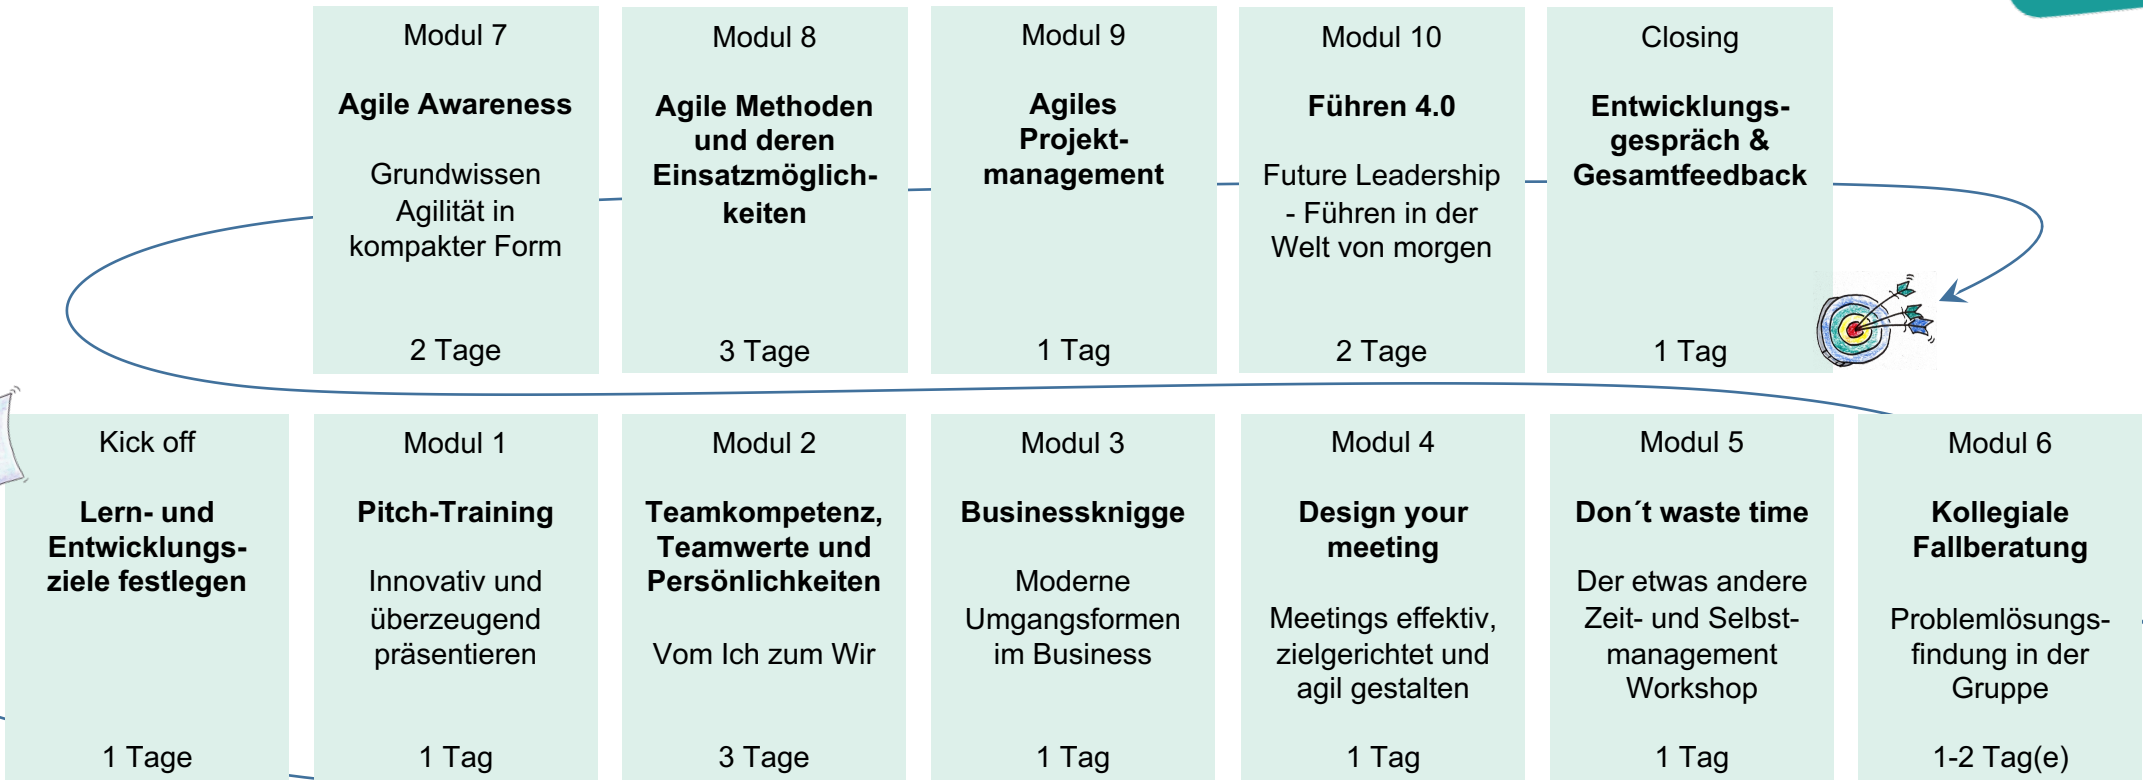 Modul 7
Agile Awareness
Grundwissen
Agilität in
kompakter Form
2 Tage
Modul 8
Agile Methoden
und deren
Einsatzmöglich-
keiten
3 Tage
Modul 9
Agiles
Projekt-
management
1 Tag
Modul 10
Führen 4.0
Future Leadership
- Führen in der
Welt von morgen
2 Tage
Closing
Entwicklungs-
gespräch &
Gesamtfeedback
1 Tag
Kick off
Lern- und
Entwicklungs-
ziele festlegen
1 Tage
Modul 1
Pitch-Training
Innovativ und
überzeugend
präsentieren
1 Tag
Modul 2
Teamkompetenz,
Teamwerte und
Persönlichkeiten
Vom Ich zum Wir
3 Tage
Modul 3
Businessknigge
Moderne
Umgangsformen
im Business
1 Tag
Modul 4
Design your
meeting
Meetings effektiv,
zielgerichtet und
agil gestalten
1 Tag
Modul 5
Don´t waste time
Der etwas andere
Zeit- und Selbst-
management
Workshop
1 Tag
Modul 6
Kollegiale
Fallberatung
Problemlösungs-
findung in der
Gruppe
1-2 Tag(e)